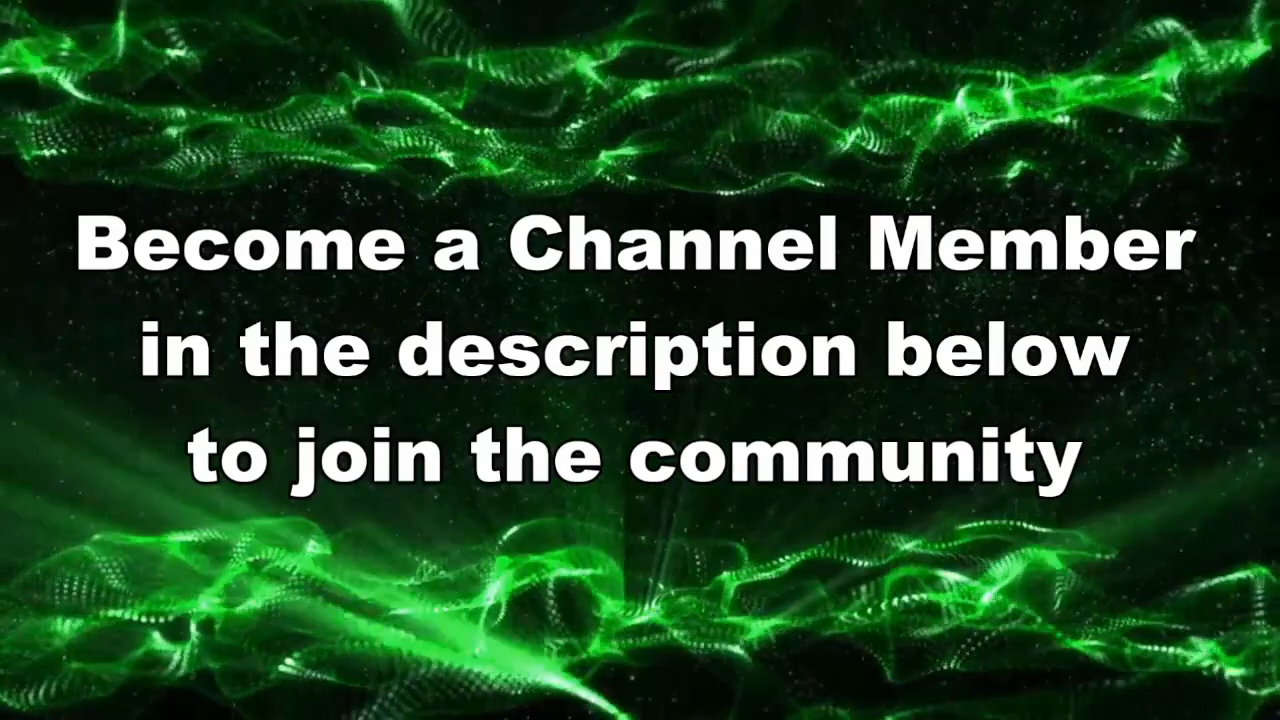 Become a Channel Member
in the description below
to join the community